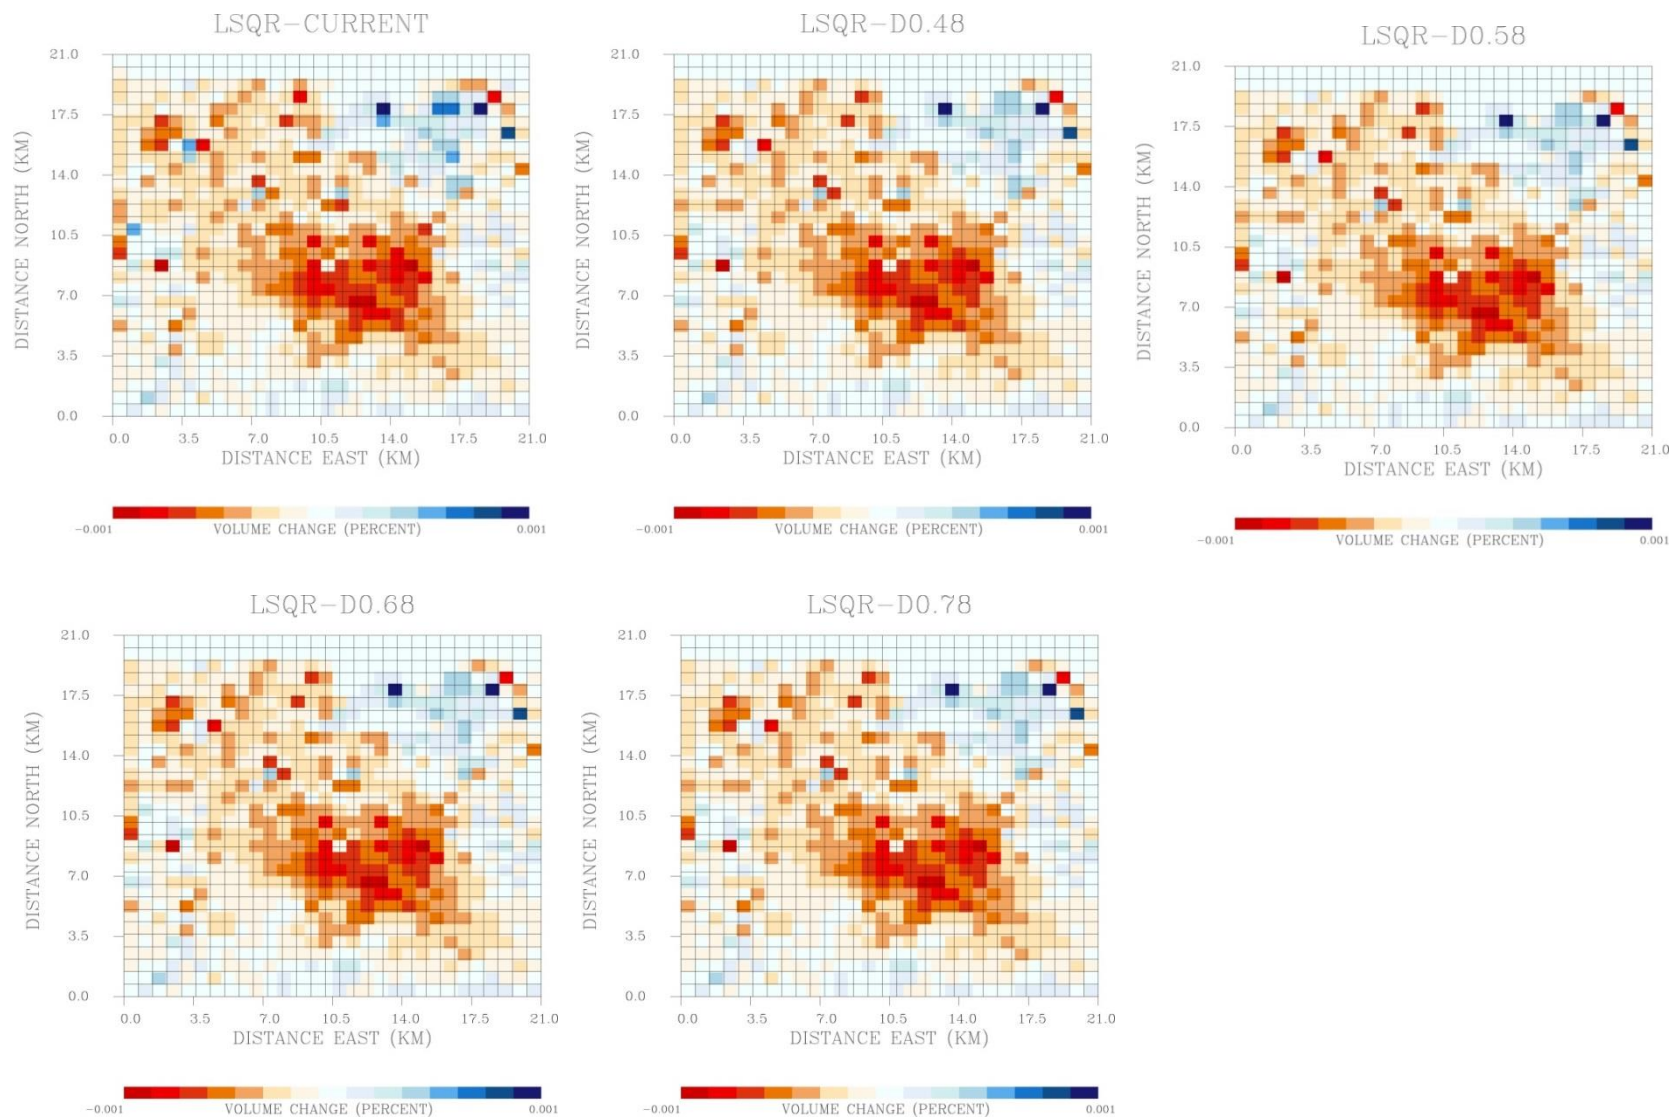 LSQR-CURRENT
21.0
17.5
14.0
10.5
7.0
3.5
0.0
DISTANCE NORTH (KM)
0.0 3.5 7.0 10.5 14.0 17.5 21.0
DISTANCE EAST (KM)
-0.001 VOLUME CHANGE (PERCENT) 0.001
LSQR-D0.48
21.0
17.5
14.0
10.5
7.0
3.5
0.0
DISTANCE NORTH (KM)
0.0 3.5 7.0 10.5 14.0 17.5 21.0
DISTANCE EAST (KM)
-0.001 VOLUME CHANGE (PERCENT) 0.001
LSQR-D0.58
21.0
17.5
14.0
10.5
7.0
3.5
0.0
DISTANCE NORTH (KM)
0.0 3.5 7.0 10.5 14.0 17.5 21.0
DISTANCE EAST (KM)
-0.001 VOLUME CHANGE (PERCENT) 0.001
LSQR-D0.68
21.0
17.5
14.0
10.5
7.0
3.5
0.0
DISTANCE NORTH (KM)
0.0 3.5 7.0 10.5 14.0 17.5 21.0
DISTANCE EAST (KM)
-0.001 VOLUME CHANGE (PERCENT) 0.001
LSQR-D0.78
21.0
17.5
14.0
10.5
7.0
3.5
0.0
DISTANCE NORTH (KM)
0.0 3.5 7.0 10.5 14.0 17.5 21.0
DISTANCE EAST (KM)
-0.001 VOLUME CHANGE (PERCENT) 0.001